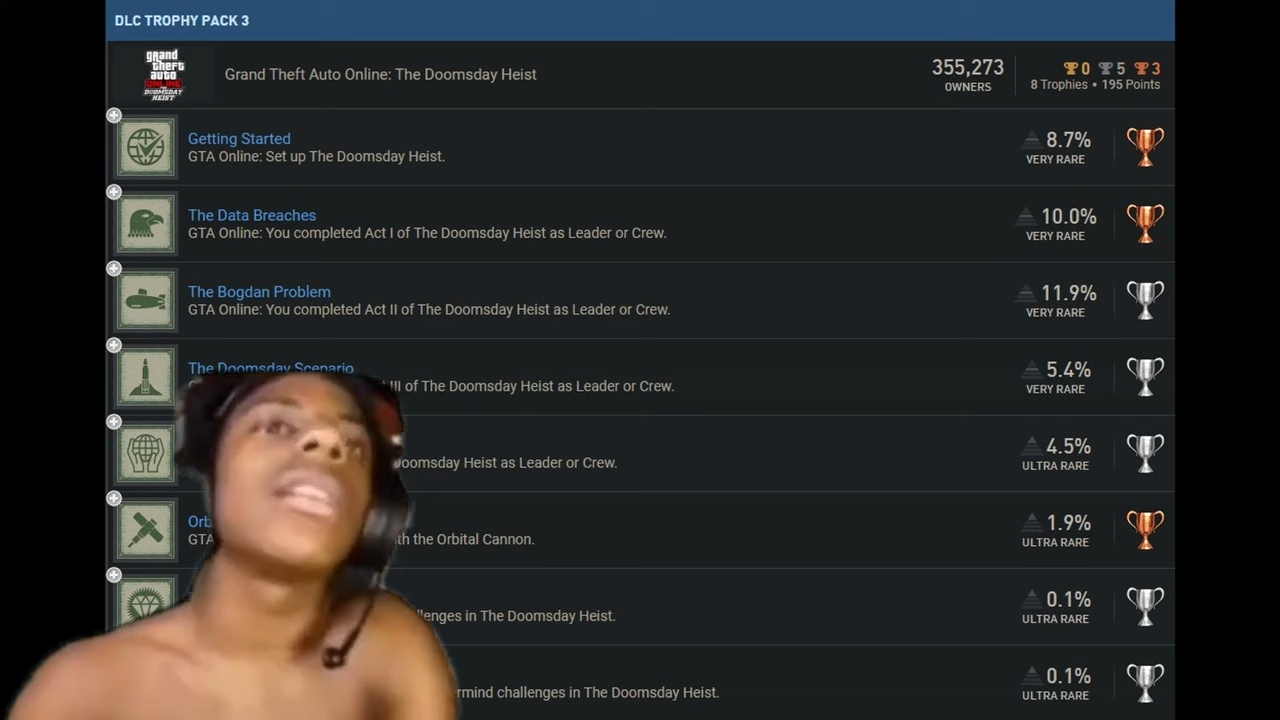 DLC TROPHY PACK 3
grand
theft
auto
ONLINE
DOOMSDAY
HEIST
Grand Theft Auto Online: The Doomsday Heist
355,273
OWNERS
0 5 3
8 Trophies • 195 Points
Getting Started
GTA Online: Set up The Doomsday Heist.
8.7%
VERY RARE
The Data Breaches
GTA Online: You completed Act I of The Doomsday Heist as Leader or Crew.
10.0%
VERY RARE
The Bogdan Problem
GTA Online: You completed Act II of The Doomsday Heist as Leader or Crew.
11.9%
VERY RARE
The Doomsday Scenario
III of The Doomsday Heist as Leader or Crew.
5.4%
VERY RARE
Doomsday Heist as Leader or Crew.
4.5%
ULTRA RARE
Orb
GTA
with the Orbital Cannon.
1.9%
ULTRA RARE
in The Doomsday Heist.
0.1%
ULTRA RARE
challenges in The Doomsday Heist.
0.1%
ULTRA RARE